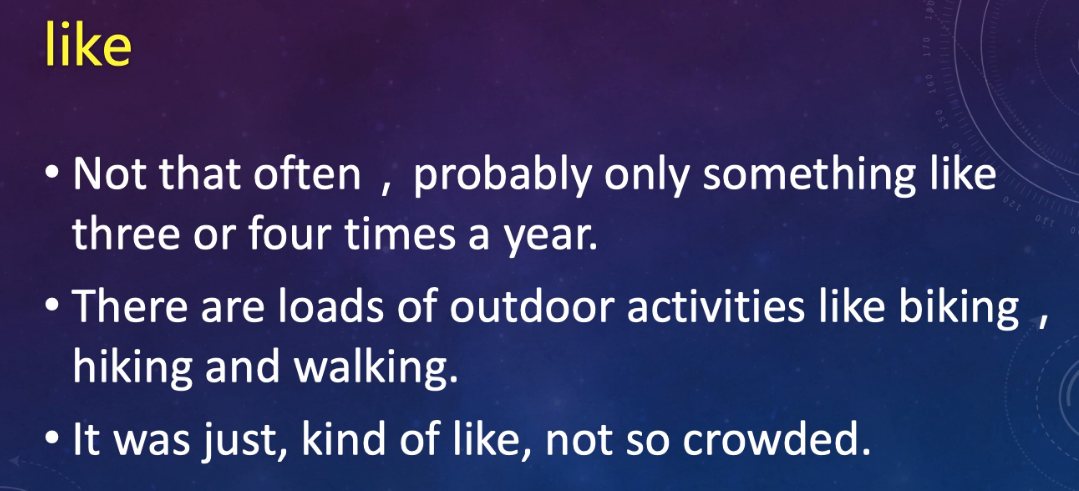 like
• Not that often , probably only something like
three or four times a year.
• There are loads of outdoor activities like biking ,
hiking and walking.
• It was just, kind of like, not so crowded.